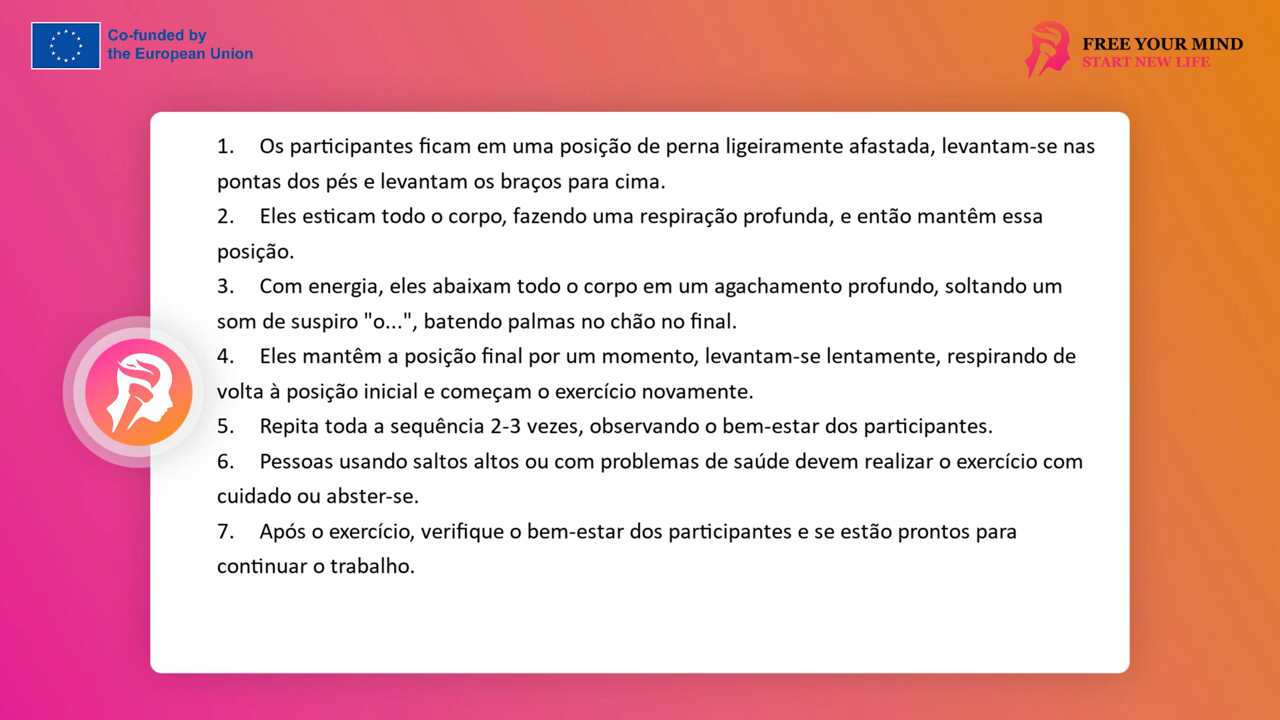 Co-funded by
the European Union
FREE YOUR MIND
START NEW LIFE
1. Os participantes ficam em uma posição de perna ligeiramente afastada, levantam-se nas
pontas dos pés e levantam os braços para cima.
2. Eles esticam todo o corpo, fazendo uma respiração profunda, e então mantêm essa
posição.
3. Com energia, eles abaixam todo o corpo em um agachamento profundo, soltando um
som de suspiro "o...", batendo palmas no chão no final.
4. Eles mantêm a posição final por um momento, levantam-se lentamente, respirando de
volta à posição inicial e começam o exercício novamente.
5. Repita toda a sequência 2-3 vezes, observando o bem-estar dos participantes.
6. Pessoas usando saltos altos ou com problemas de saúde devem realizar o exercício com
cuidado ou abster-se.
7. Após o exercício, verifique o bem-estar dos participantes e se estão prontos para
continuar o trabalho.